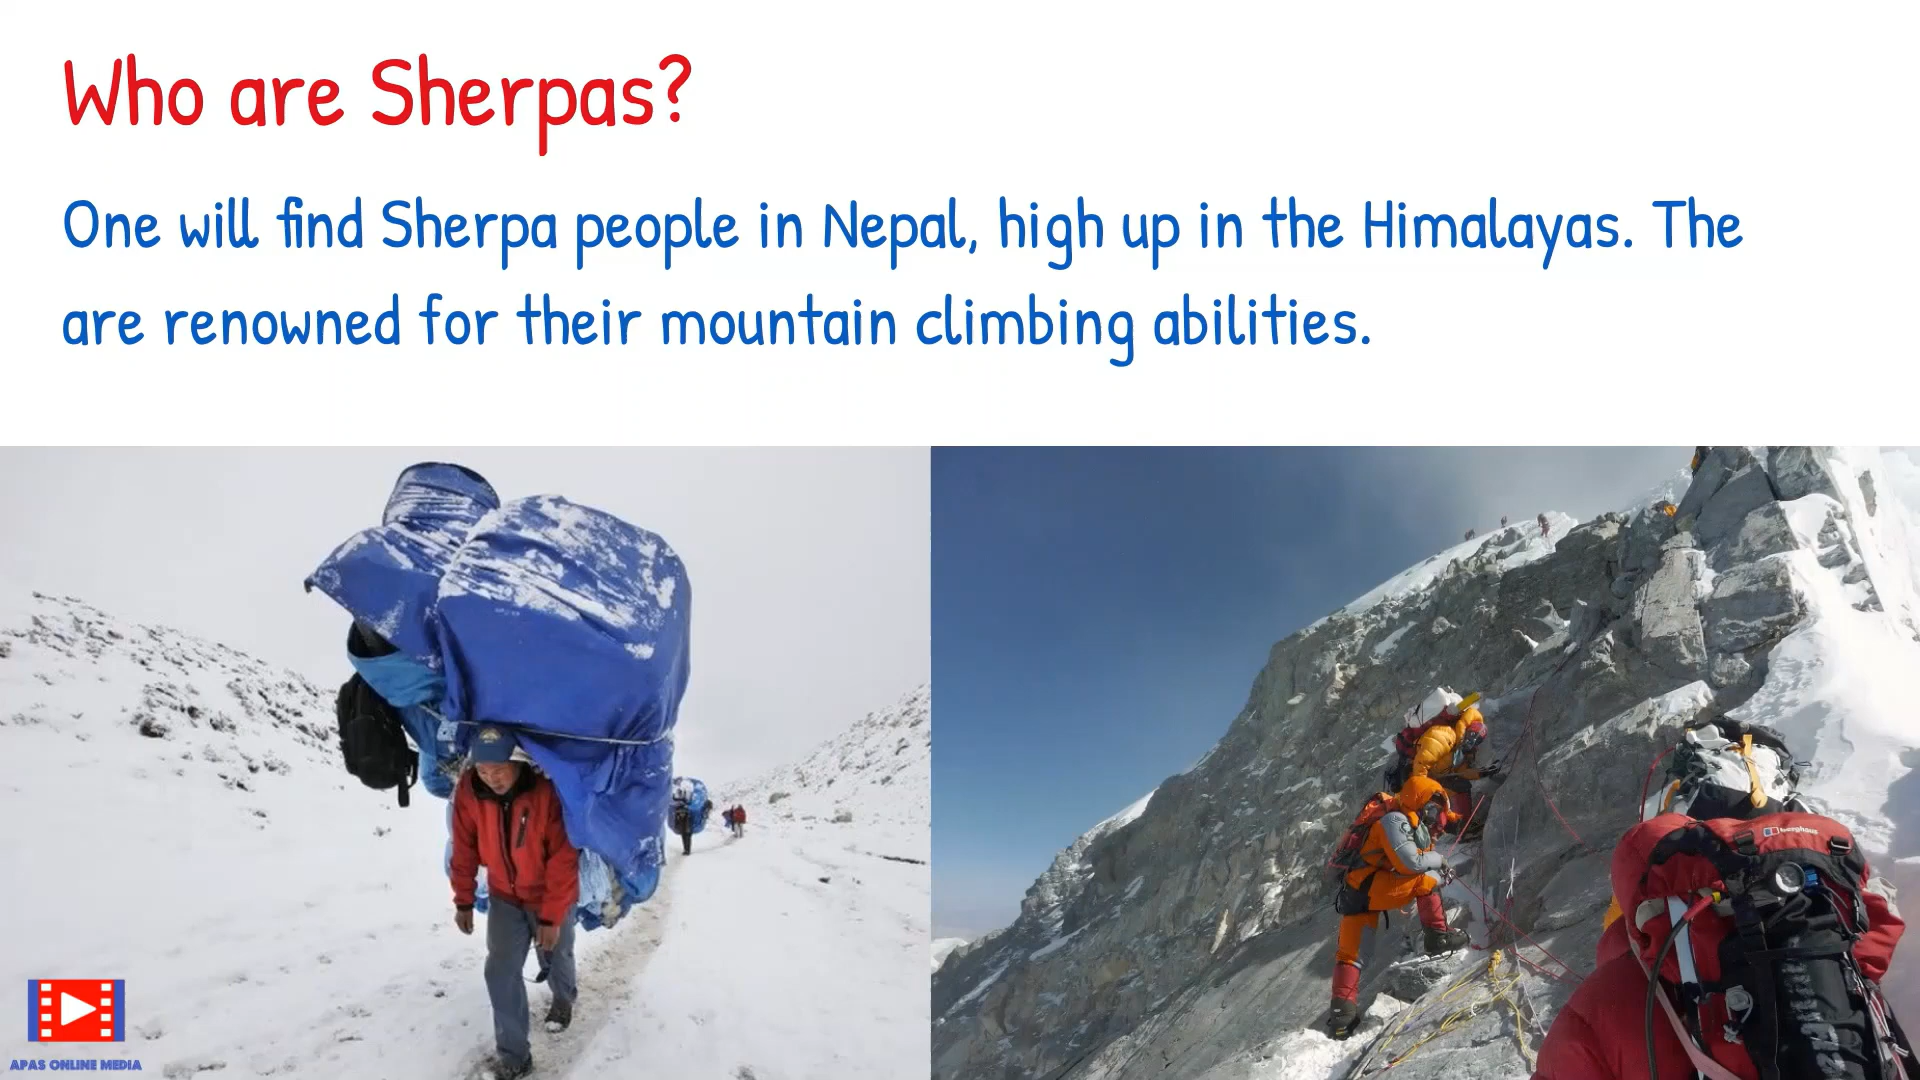 Who are Sherpas?
One will find Sherpa people in Nepal, high up in the Himalayas. The
are renowned for their mountain climbing abilities.
berghaus
APAS ONLINE MEDIA